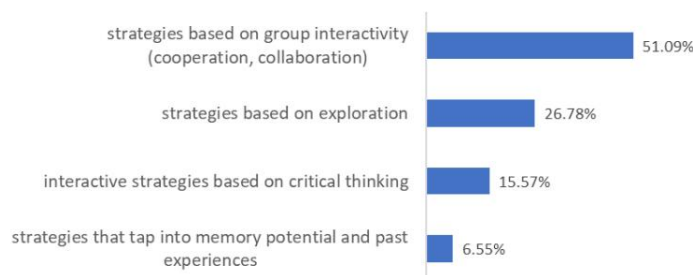 strategies based on group interactivity
(cooperation, collaboration)
51.09%
strategies based on exploration
26.78%
interactive strategies based on critical thinking
15.57%
strategies that tap into memory potential and past
experiences
6.55%